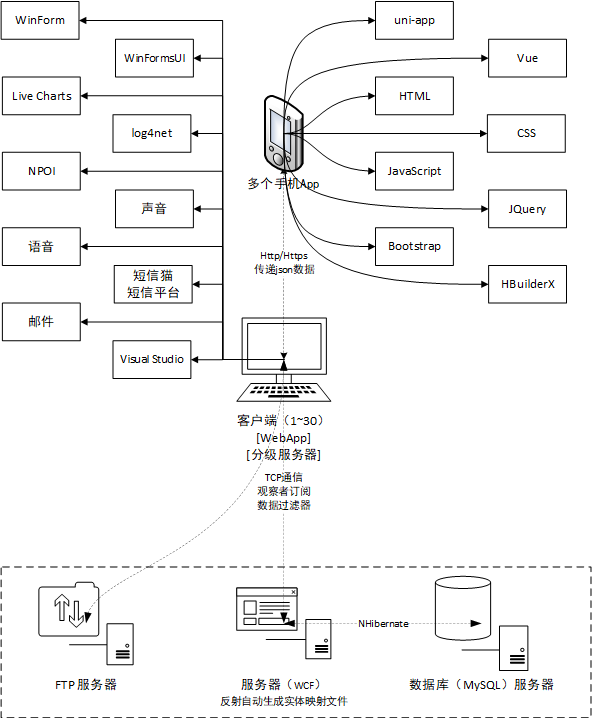 WinForm
uni-app
WinFormsUI
Vue
Live Charts
HTML
log4net
CSS
NPOI
JavaScript
多个手机App
声音
JQuery
语音
Bootstrap
Http/Https
传递json数据
短信猫
短信平台
HBuilderX
邮件
Visual Studio
客户端（1~30）
[WebApp]
[分级服务器]
TCP通信
观察者订阅
数据过滤器
NHibernate
FTP 服务器
服务器（WCF）
反射自动生成实体映射文件
数据库（MySQL）服务器